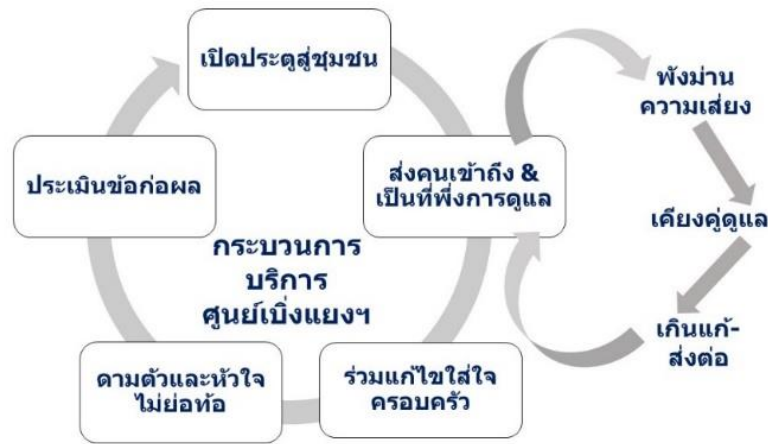 เปิดประตูสู่ชุมชน
ส่งคนเข้าถึง &
เป็นที่พึ่งการดูแล
พังม่าน
ความเสี่ยง
เคียงคู่ดูแล
เกินแก้-
ส่งต่อ
ร่วมแก้ไขใส่ใจ
ครอบครัว
ดามตัวและหัวใจ
ไม่ย่อท้อ
ประเมินข้อก่อผล
กระบวนการ
บริการ
ศูนย์เบิ่งแยงฯ